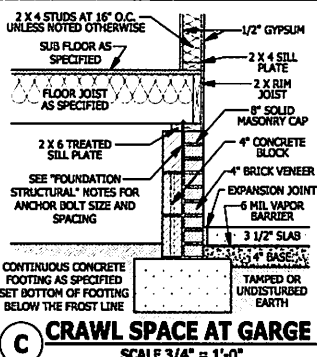 2 X 4 STUDS AT 16" O.C.
UNLESS NOTED OTHERWISE
SUB FLOOR AS
SPECIFIED
FLOOR JOIST
AS SPECIFIED
2 X 6 TREATED
SILL PLATE
SEE "FOUNDATION
STRUCTURAL" NOTES FOR
ANCHOR BOLT SIZE AND
SPACING
CONTINUOUS CONCRETE
FOOTING AS SPECIFIED
SET BOTTOM OF FOOTING
BELOW THE FROST LINE
1/2" GYPSUM
2 X 4 SILL
PLATE
2 X RIM
JOIST
8" SOLID
MASONRY CAP
4" CONCRETE
BLOCK
4" BRICK VENEER
EXPANSION JOINT
6 MIL VAPOR
BARRIER
3 1/2" SLAB
4" BASE
TAMPED OR
UNDISTURBED
EARTH
C CRAWL SPACE AT GARGE
SCALE 3/4" = 1'-0"